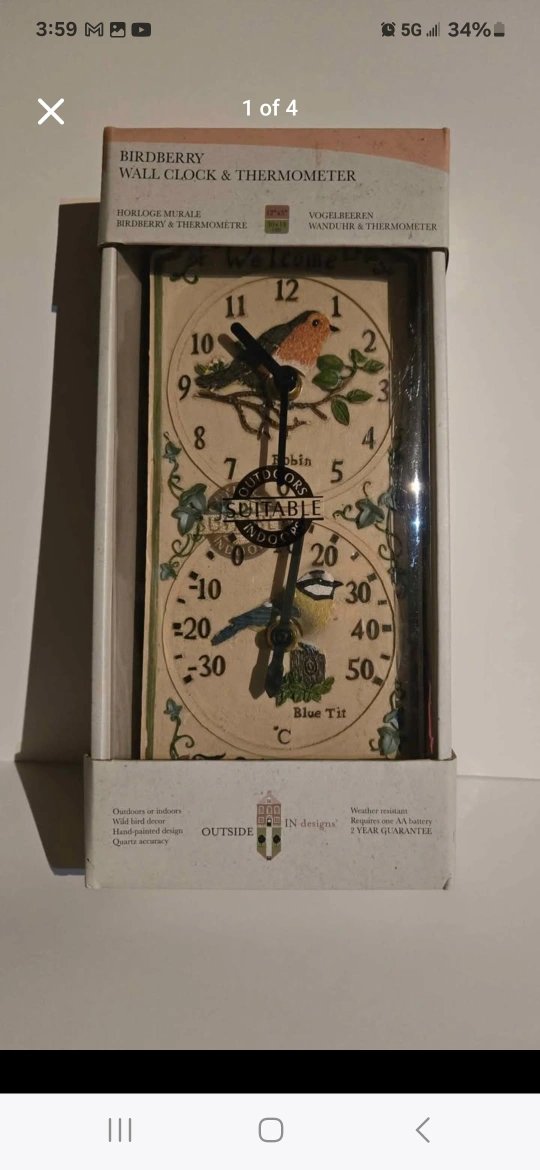 3:59
5G 34%
1 of 4
BIRDBERRY
WALL CLOCK & THERMOMETER
HORLOGE MURALE
BIRDBERRY & THERMOMÈTRE
VOGELBEEREN
WANDUHR & THERMOMETER
Welcome
12
11 1
10 2
9 3
8 4
7 5
Robin
6
OUTDOORS
SUITABLE
INDOORS
0 20
-10 30
-20 40
-30 50
Blue Tit
°C
Outdoors or indoors
Wild bird decor
Hand-painted design
Quartz accuracy
OUTSIDE IN designs
Weather resistant
Requires one AA battery
2 YEAR GUARANTEE